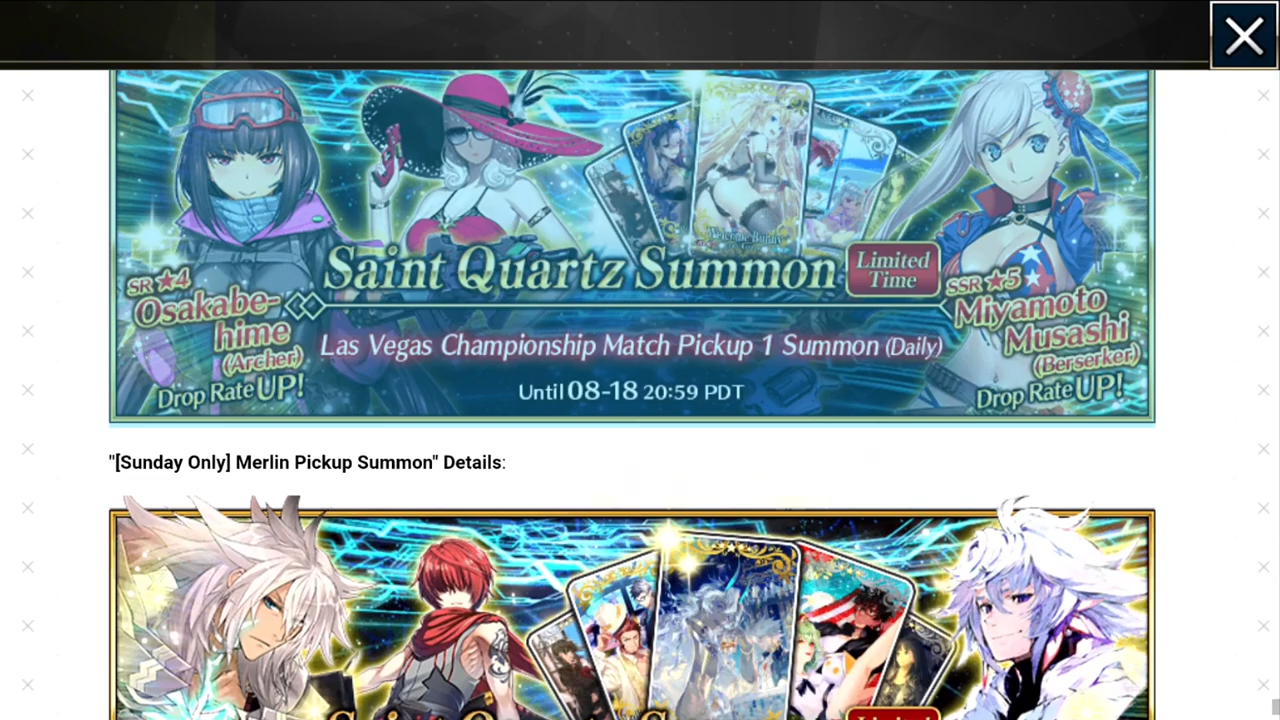 Saint Quartz Summon
Limited
Time
SR ★4
Osakabe-
hime
(Archer)
Drop Rate UP!
SSR ★5
Miyamoto
Musashi
(Berserker)
Drop Rate UP!
Las Vegas Championship Match Pickup 1 Summon (Daily)
Until 08-18 20:59 PDT
"[Sunday Only] Merlin Pickup Summon" Details: